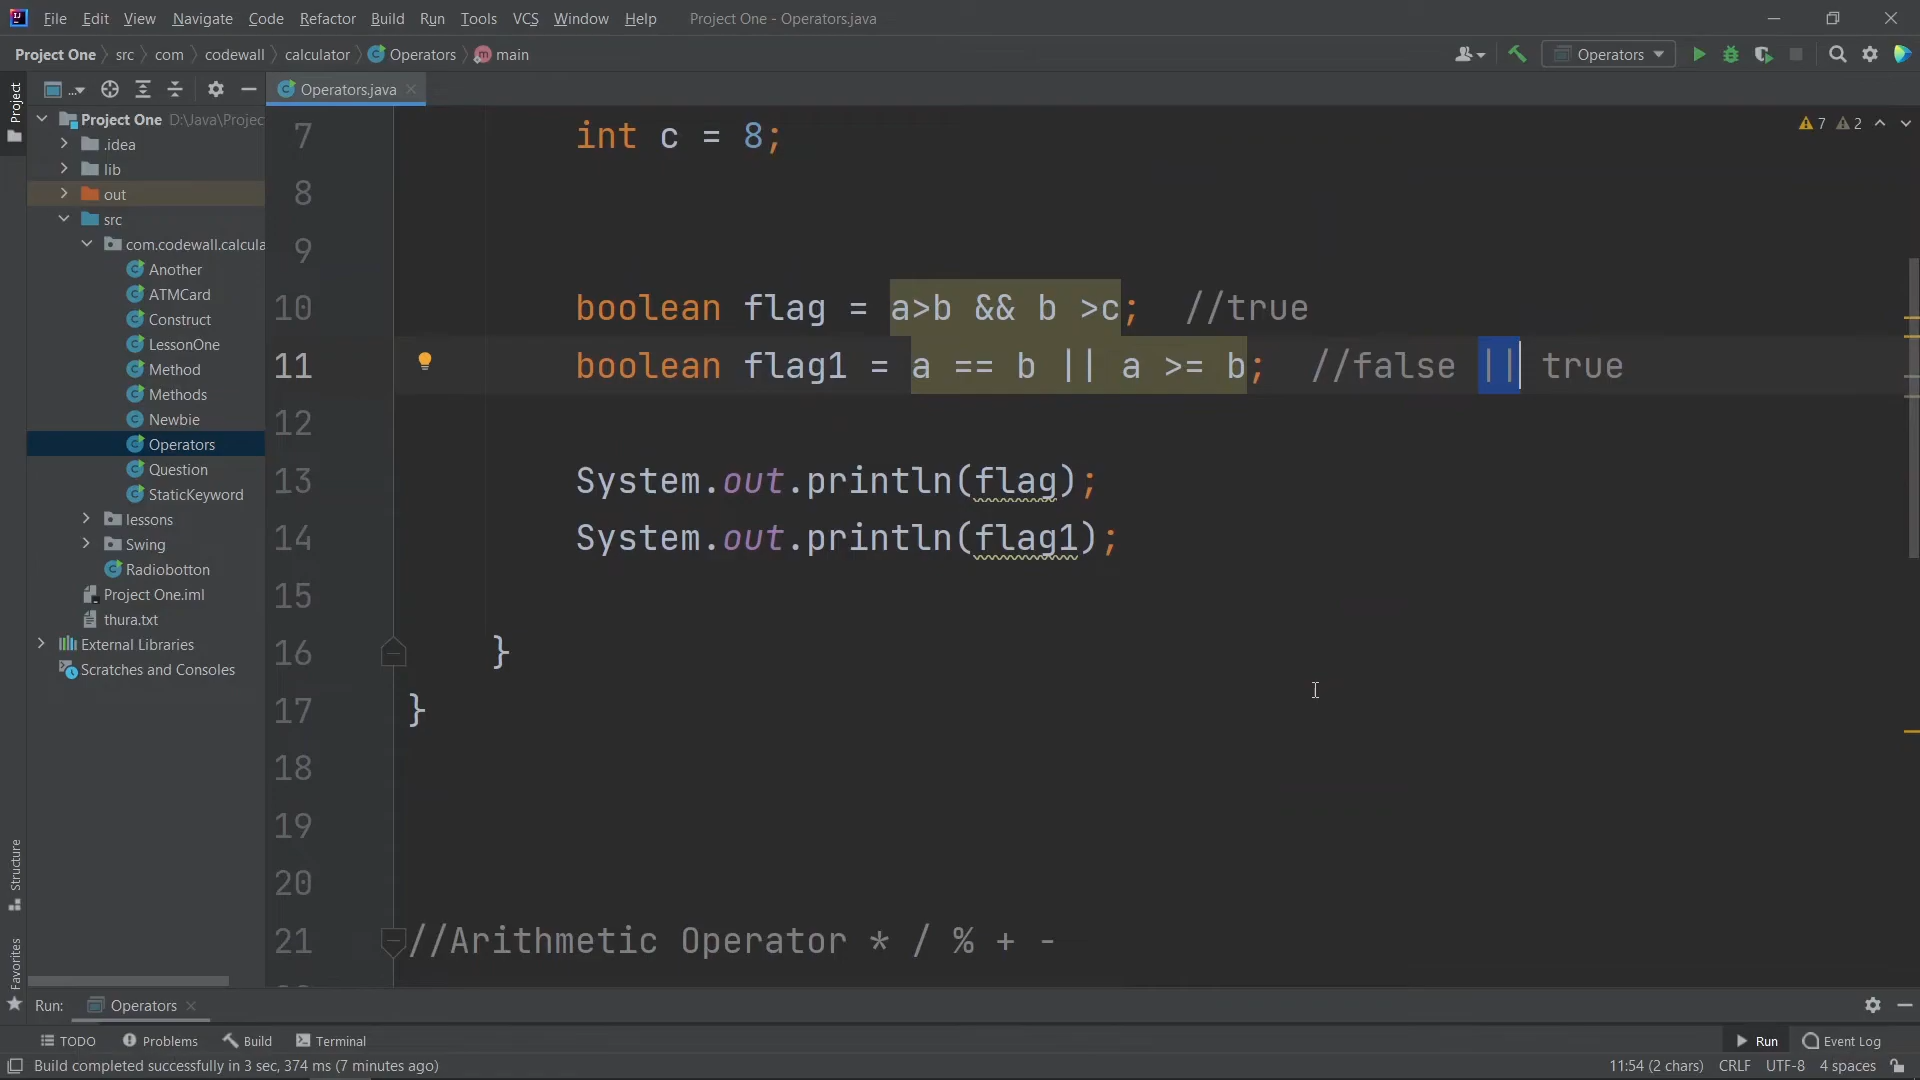 File Edit View Navigate Code Refactor Build Run Tools VCS Window Help Project One - Operators.java
Project One src com codewall calculator Operators main Operators
Project
...
Operators.java
Project One D:\Java\Projec
.idea
lib
out
src
com.codewall.calcula
Another
ATMCard
Construct
LessonOne
Method
Methods
Newbie
Operators
Question
StaticKeyword
lessons
Swing
Radiobotton
Project One.iml
thura.txt
External Libraries
Scratches and Consoles
7 2
7 int c = 8;
8
9
10 boolean flag = a>b && b >c; //true
11 boolean flag1 = a == b || a >= b; //false || true
12
13 System.out.println(flag);
14 System.out.println(flag1);
15
16 }
17 }
18
19
20
21 //Arithmetic Operator * / % + -
Structure
Favorites
Run: Operators
TODO Problems Build Terminal Run Event Log
Build completed successfully in 3 sec, 374 ms (7 minutes ago) 11:54 (2 chars) CRLF UTF-8 4 spaces